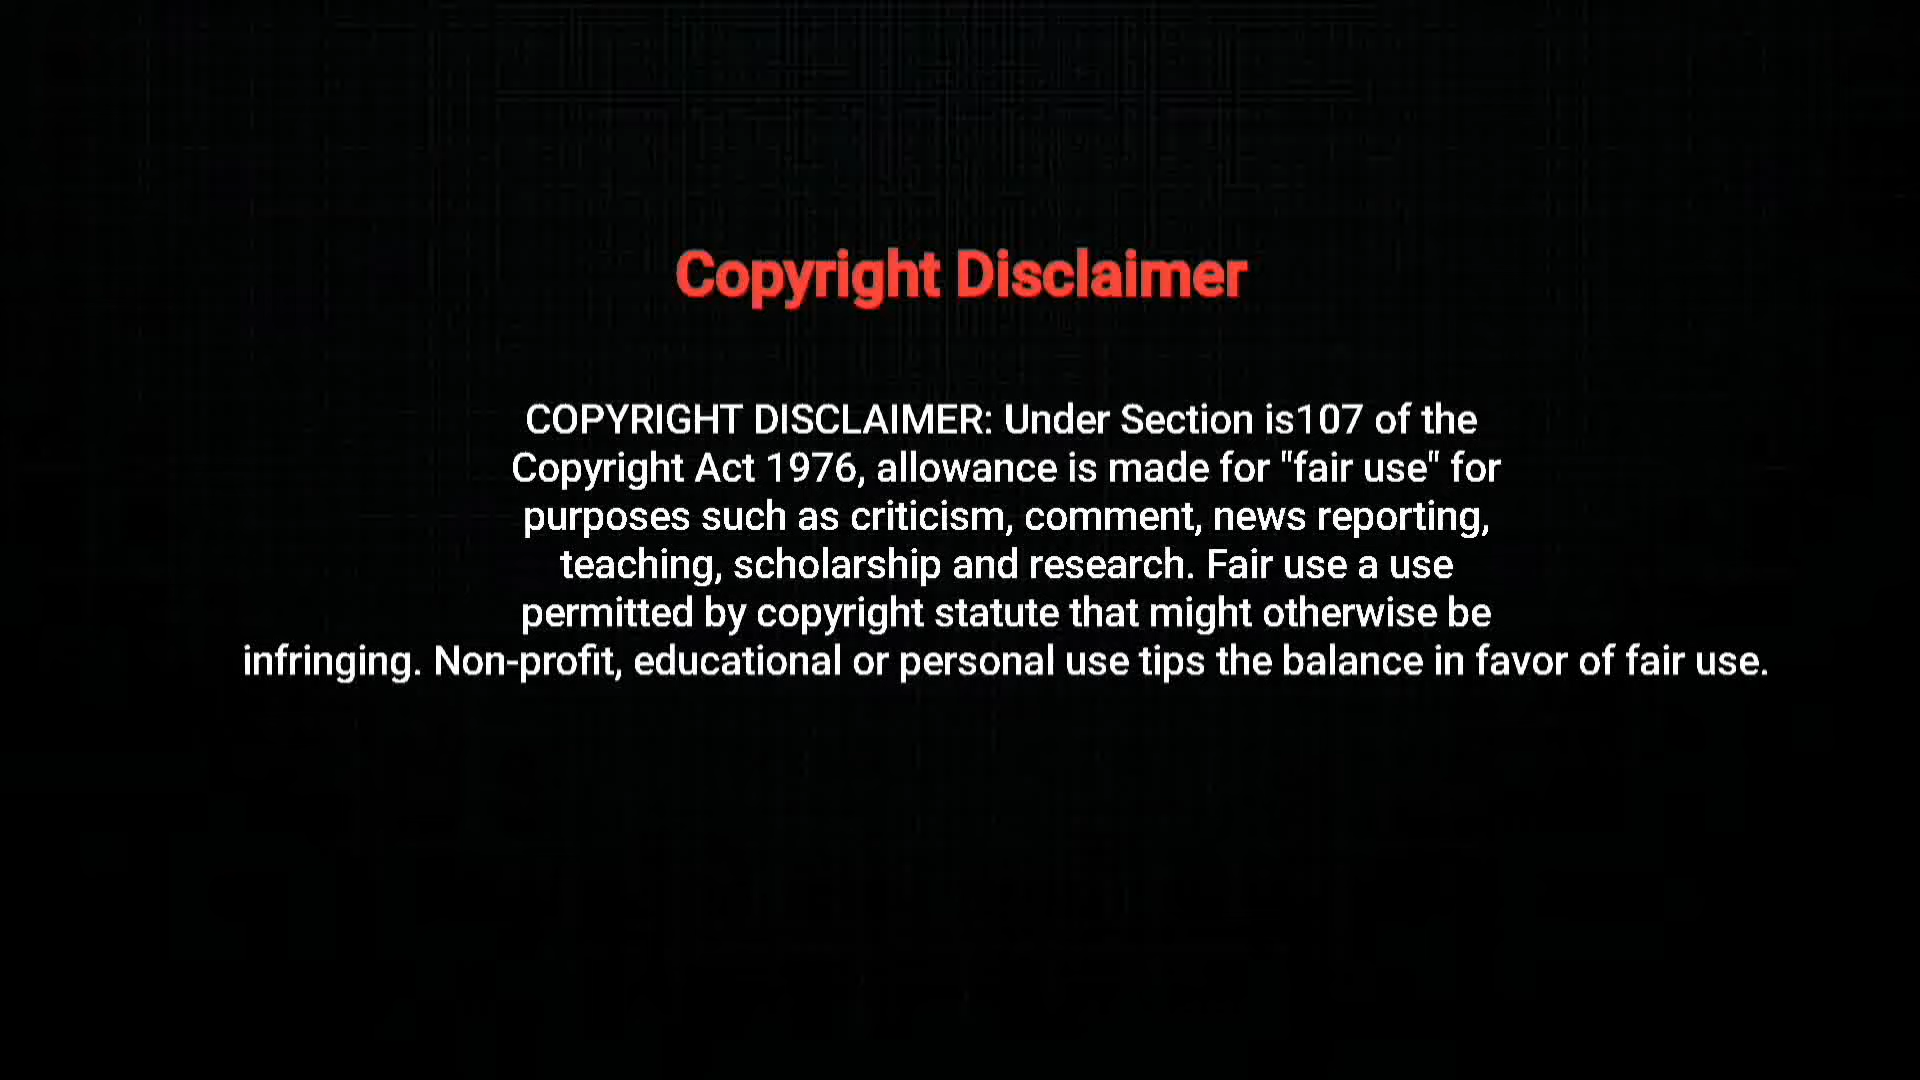 Copyright Disclaimer
COPYRIGHT DISCLAIMER: Under Section is107 of the
Copyright Act 1976, allowance is made for "fair use" for
purposes such as criticism, comment, news reporting,
teaching, scholarship and research. Fair use a use
permitted by copyright statute that might otherwise be
infringing. Non-profit, educational or personal use tips the balance in favor of fair use.